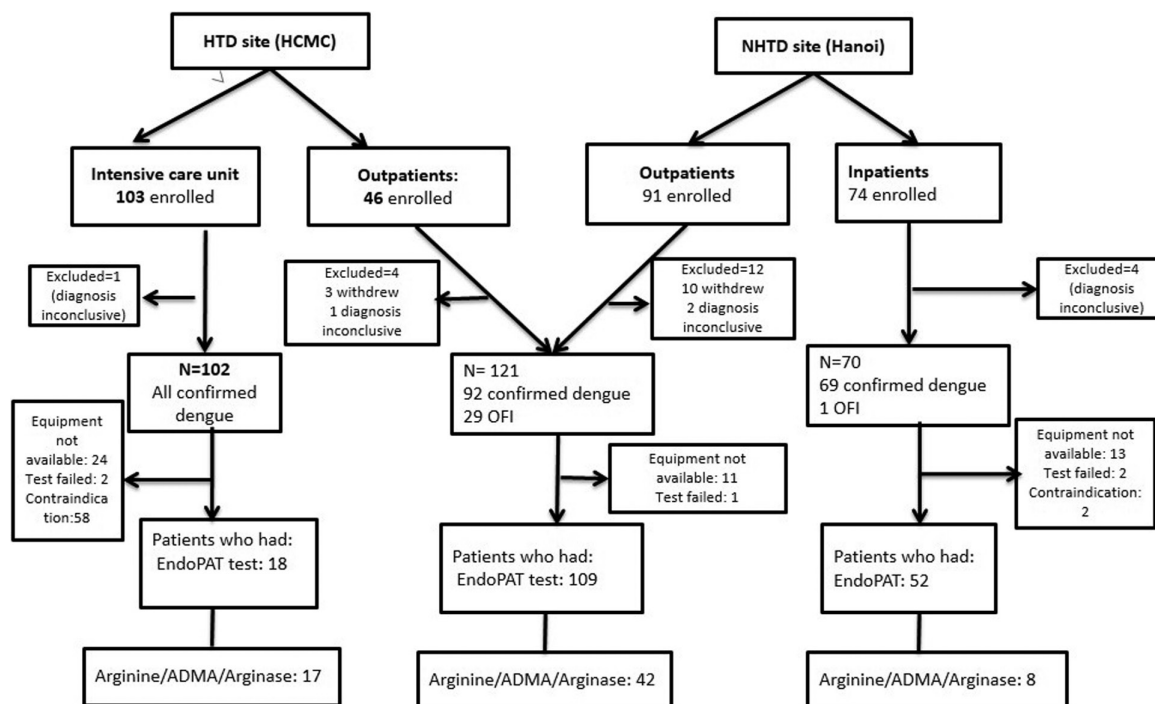 HTD site (HCMC)
NHTD site (Hanoi)
Intensive care unit
103 enrolled
Outpatients:
46 enrolled
Outpatients
91 enrolled
Inpatients
74 enrolled
Excluded=1
(diagnosis
inconclusive)
Excluded=4
3 withdrew
1 diagnosis
inconclusive
Excluded=12
10 withdrew
2 diagnosis
inconclusive
Excluded=4
(diagnosis
inconclusive)
N=102
All confirmed
dengue
N= 121
92 confirmed dengue
29 OFI
N=70
69 confirmed dengue
1 OFI
Equipment
not
available: 24
Test failed: 2
Contraindica
tion:58
Equipment not
available: 11
Test failed: 1
Equipment not
available: 13
Test failed: 2
Contraindication:
2
Patients who had:
EndoPAT test: 18
Patients who had:
EndoPAT test: 109
Patients who had:
EndoPAT: 52
Arginine/ADMA/Arginase: 17
Arginine/ADMA/Arginase: 42
Arginine/ADMA/Arginase: 8